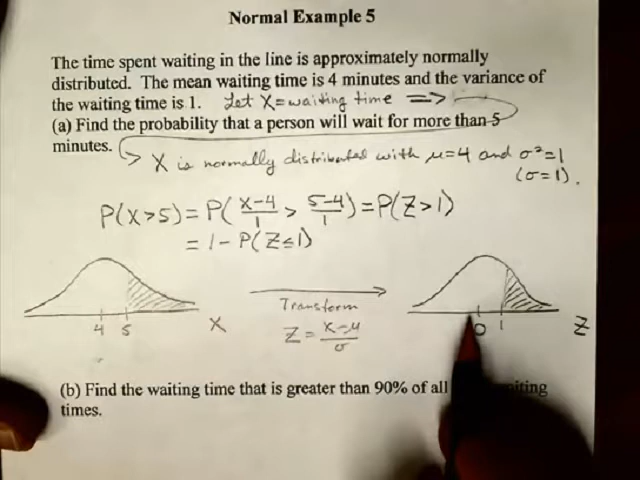 Normal Example 5
The time spent waiting in the line is approximately normally
distributed. The mean waiting time is 4 minutes and the variance of
the waiting time is 1. Let X = waiting time ⇒
(a) Find the probability that a person will wait for more than 5
minutes. X is normally distributed with μ=4 and σ²=1
(σ=1).
P(X>5) = P(X-4/1 > 5-4/1) = P(Z>1)
= 1 - P(Z≤1)
Transform
Z = X-μ/σ
4 5 X
0 1 Z
(b) Find the waiting time that is greater than 90% of all
times.